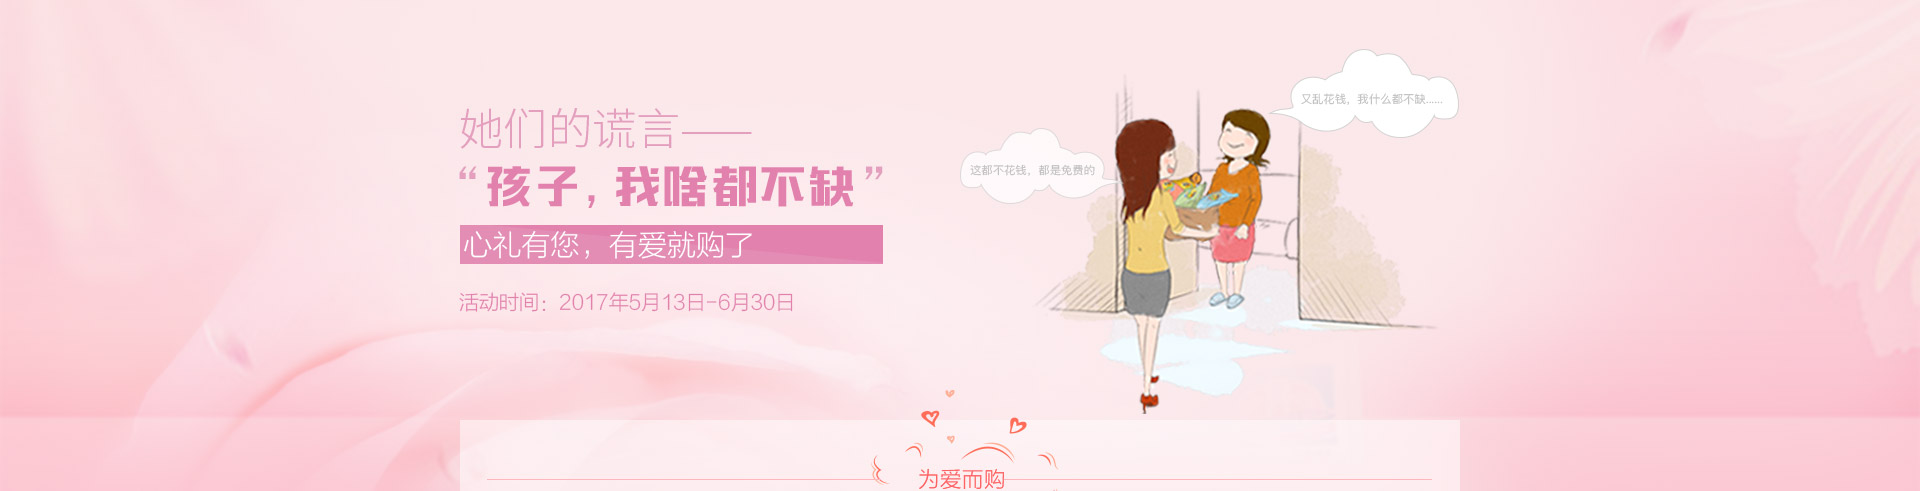 她们的谎言——
“孩子，我啥都不缺”
心礼有您，有爱就购了
活动时间：2017年5月13日-6月30日
这都不花钱，都是免费的
又乱花钱，我什么都不缺......
为爱而购